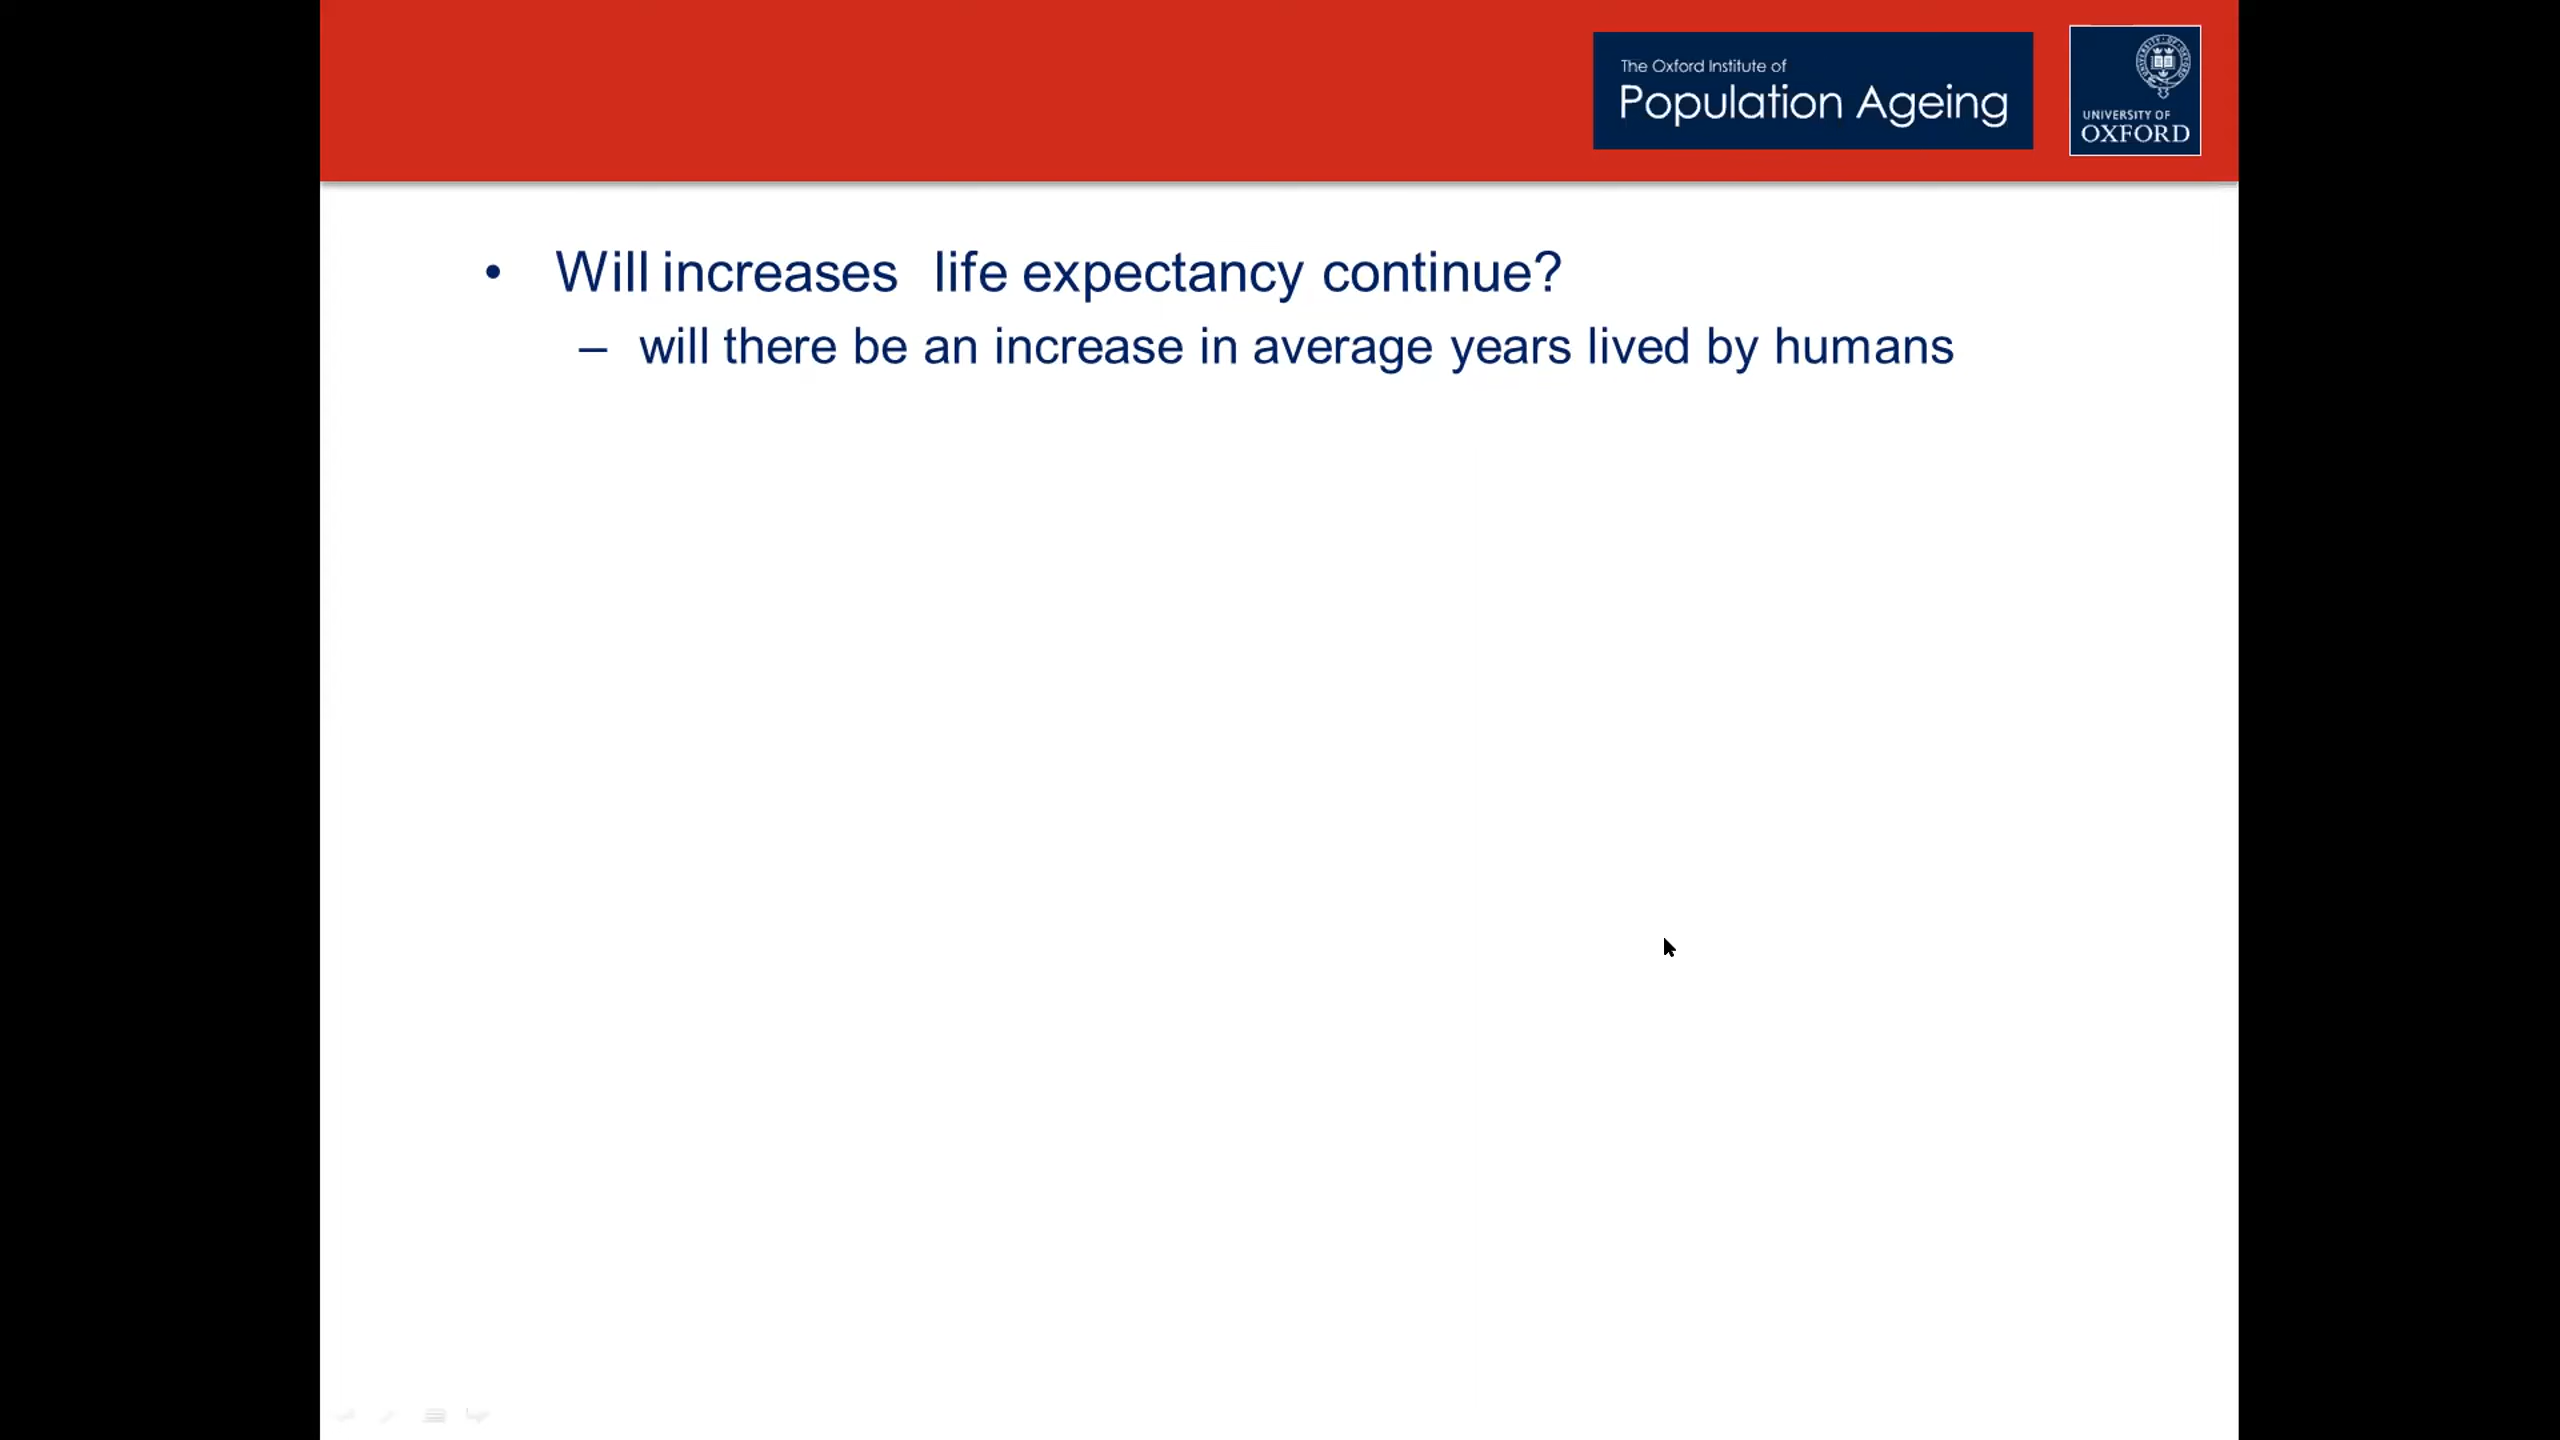 The Oxford Institute of
Population Ageing
UNIVERSITY OF
OXFORD
• Will increases  life expectancy continue?
– will there be an increase in average years lived by humans